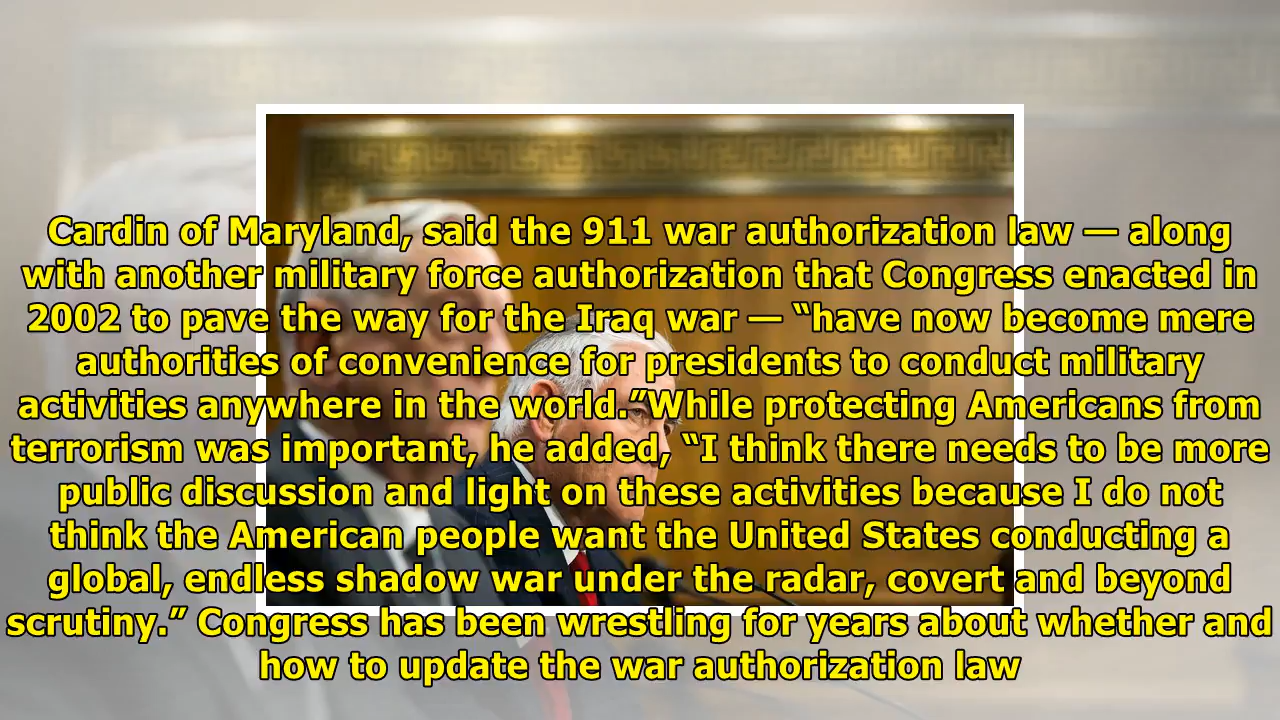 Cardin of Maryland, said the 911 war authorization law — along
with another military force authorization that Congress enacted in
2002 to pave the way for the Iraq war — “have now become mere
authorities of convenience for presidents to conduct military
activities anywhere in the world.”While protecting Americans from
terrorism was important, he added, “I think there needs to be more
public discussion and light on these activities because I do not
think the American people want the United States conducting a
global, endless shadow war under the radar, covert and beyond
scrutiny.” Congress has been wrestling for years about whether and
how to update the war authorization law